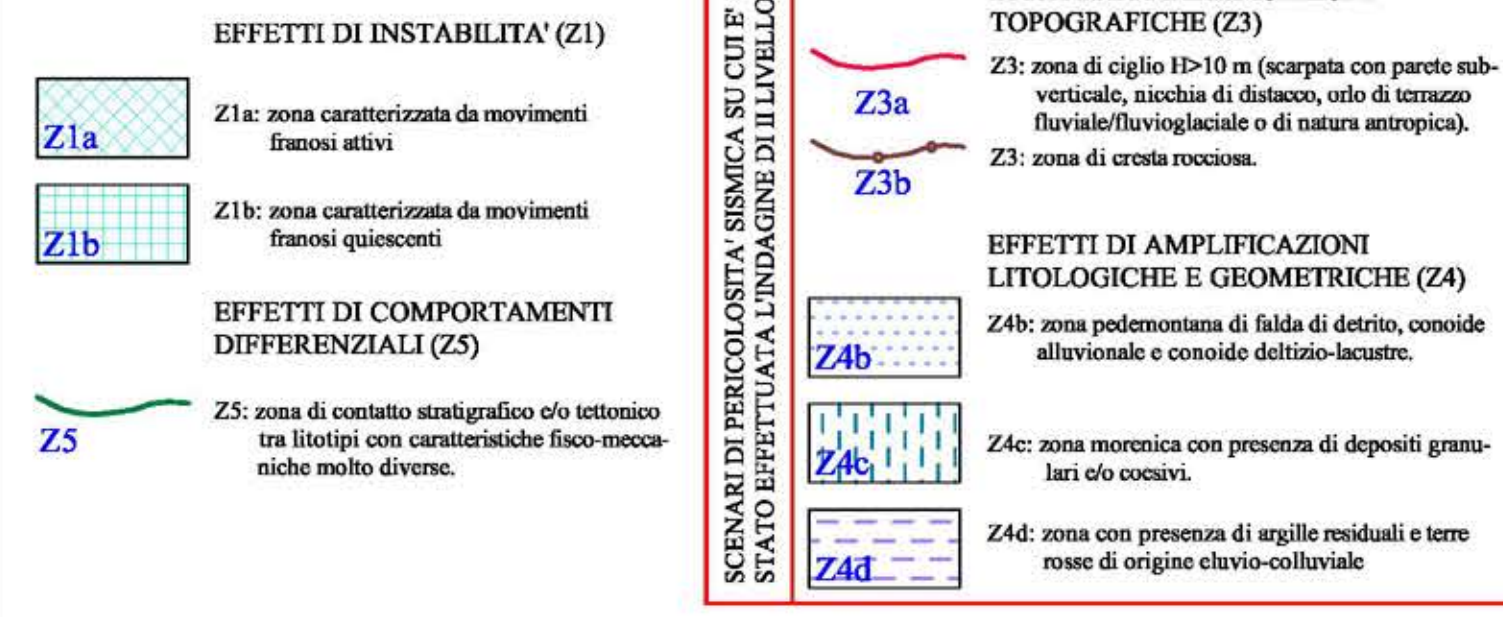 EFFETTI DI INSTABILITA' (Z1)
Z1a
Z1a: zona caratterizzata da movimenti
franosi attivi
Z1b
Z1b: zona caratterizzata da movimenti
franosi quiescenti
EFFETTI DI COMPORTAMENTI
DIFFERENZIALI (Z5)
Z5
Z5: zona di contatto stratigrafico e/o tettonico
tra litotipi con caratteristiche fisco-mecca-
niche molto diverse.
SCENARI DI PERICOLOSITA' SISMICA SU CUI E'
STATO EFFETTUATA L'INDAGINE DI II LIVELLO
TOPOGRAFICHE (Z3)
Z3a
Z3: zona di ciglio H>10 m (scarpata con parete sub-
verticale, nicchia di distacco, orlo di terrazzo
fluviale/fluvioglaciale o di natura antropica).
Z3b
Z3: zona di cresta rocciosa.
EFFETTI DI AMPLIFICAZIONI
LITOLOGICHE E GEOMETRICHE (Z4)
Z4b
Z4b: zona pedemontana di falda di detrito, conoide
alluvionale e conoide deltizio-lacustre.
Z4c
Z4c: zona morenica con presenza di depositi granu-
lari e/o coesivi.
Z4d
Z4d: zona con presenza di argille residuali e terre
rosse di origine eluvio-colluviale